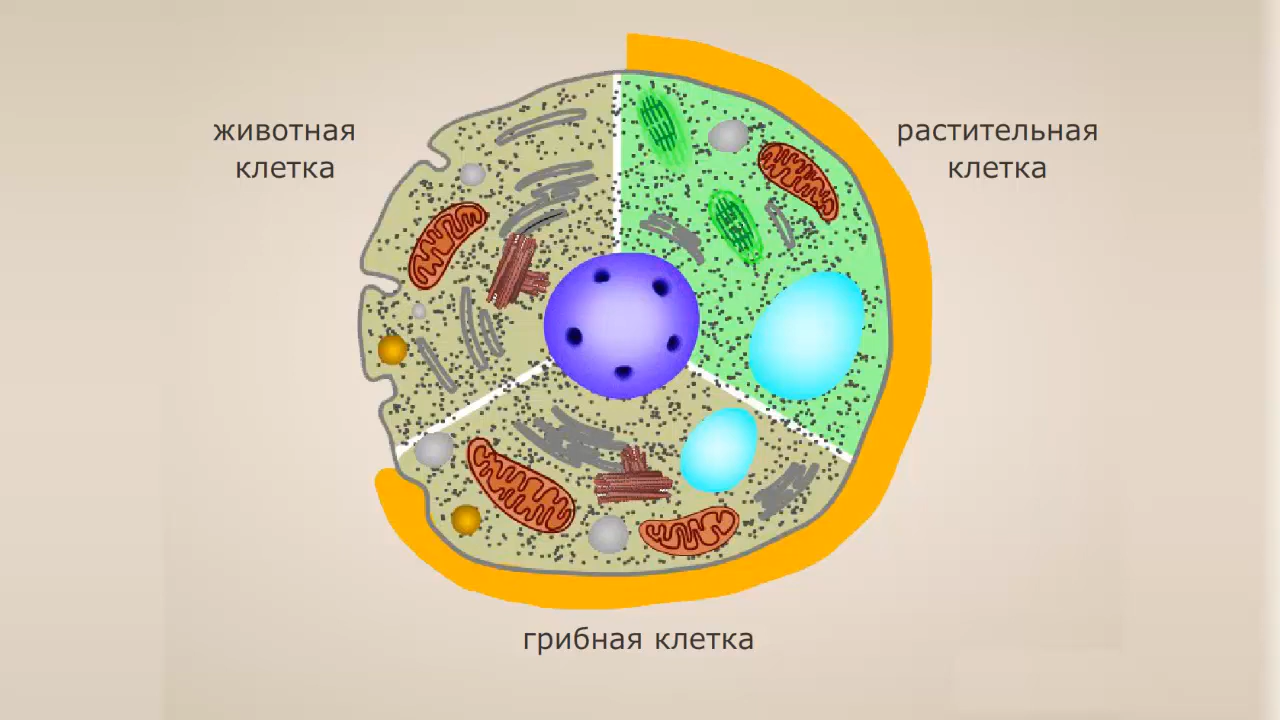 животная
клетка
растительная
клетка
грибная клетка